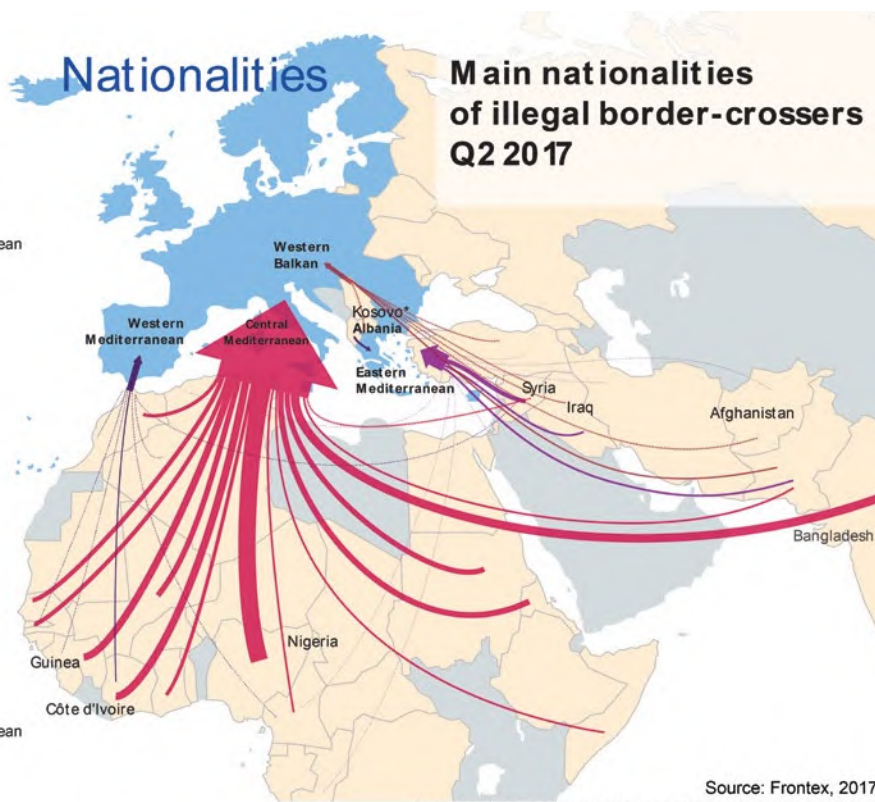 Nationalities
Main nationalities
of illegal border-crossers
Q2 2017
ean
Western
Balkan
Kosovo*
Albania
Western
Mediterranean
Central
Mediterranean
Eastern
Mediterranean
Syria
Iraq
Afghanistan
Bangladesh
Nigeria
Guinea
Côte d'Ivoire
ean
Source: Frontex, 2017